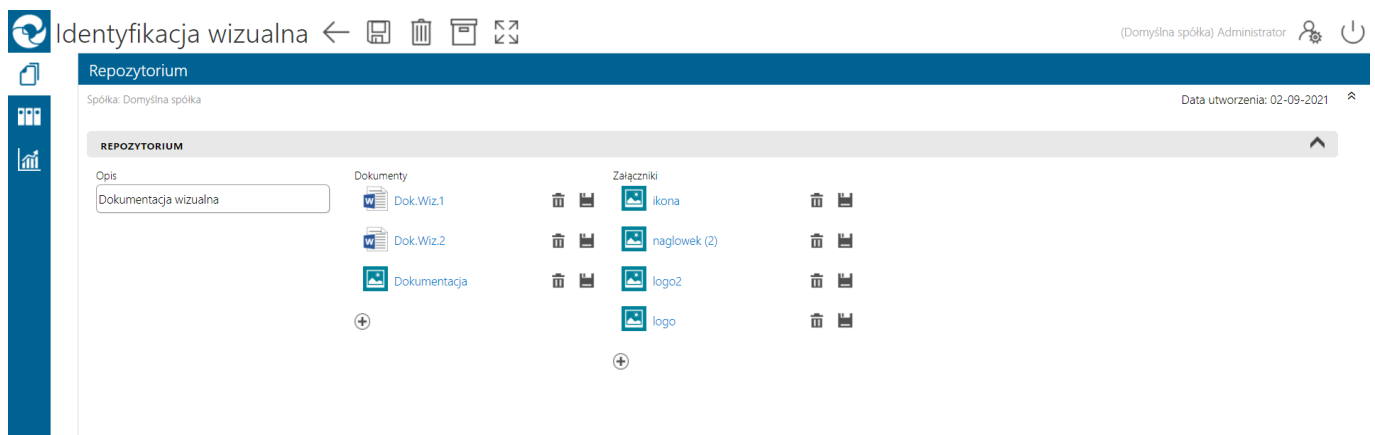 Identyfikacja wizualna
(Domyślna spółka) Administrator
Repozytorium
Spółka: Domyślna spółka
Data utworzenia: 02-09-2021
REPOZYTORIUM
Opis
Dokumentacja wizualna
Dokumenty
Dok.Wiz.1
Dok.Wiz.2
Dokumentacja
Załączniki
ikona
naglowek (2)
logo2
logo